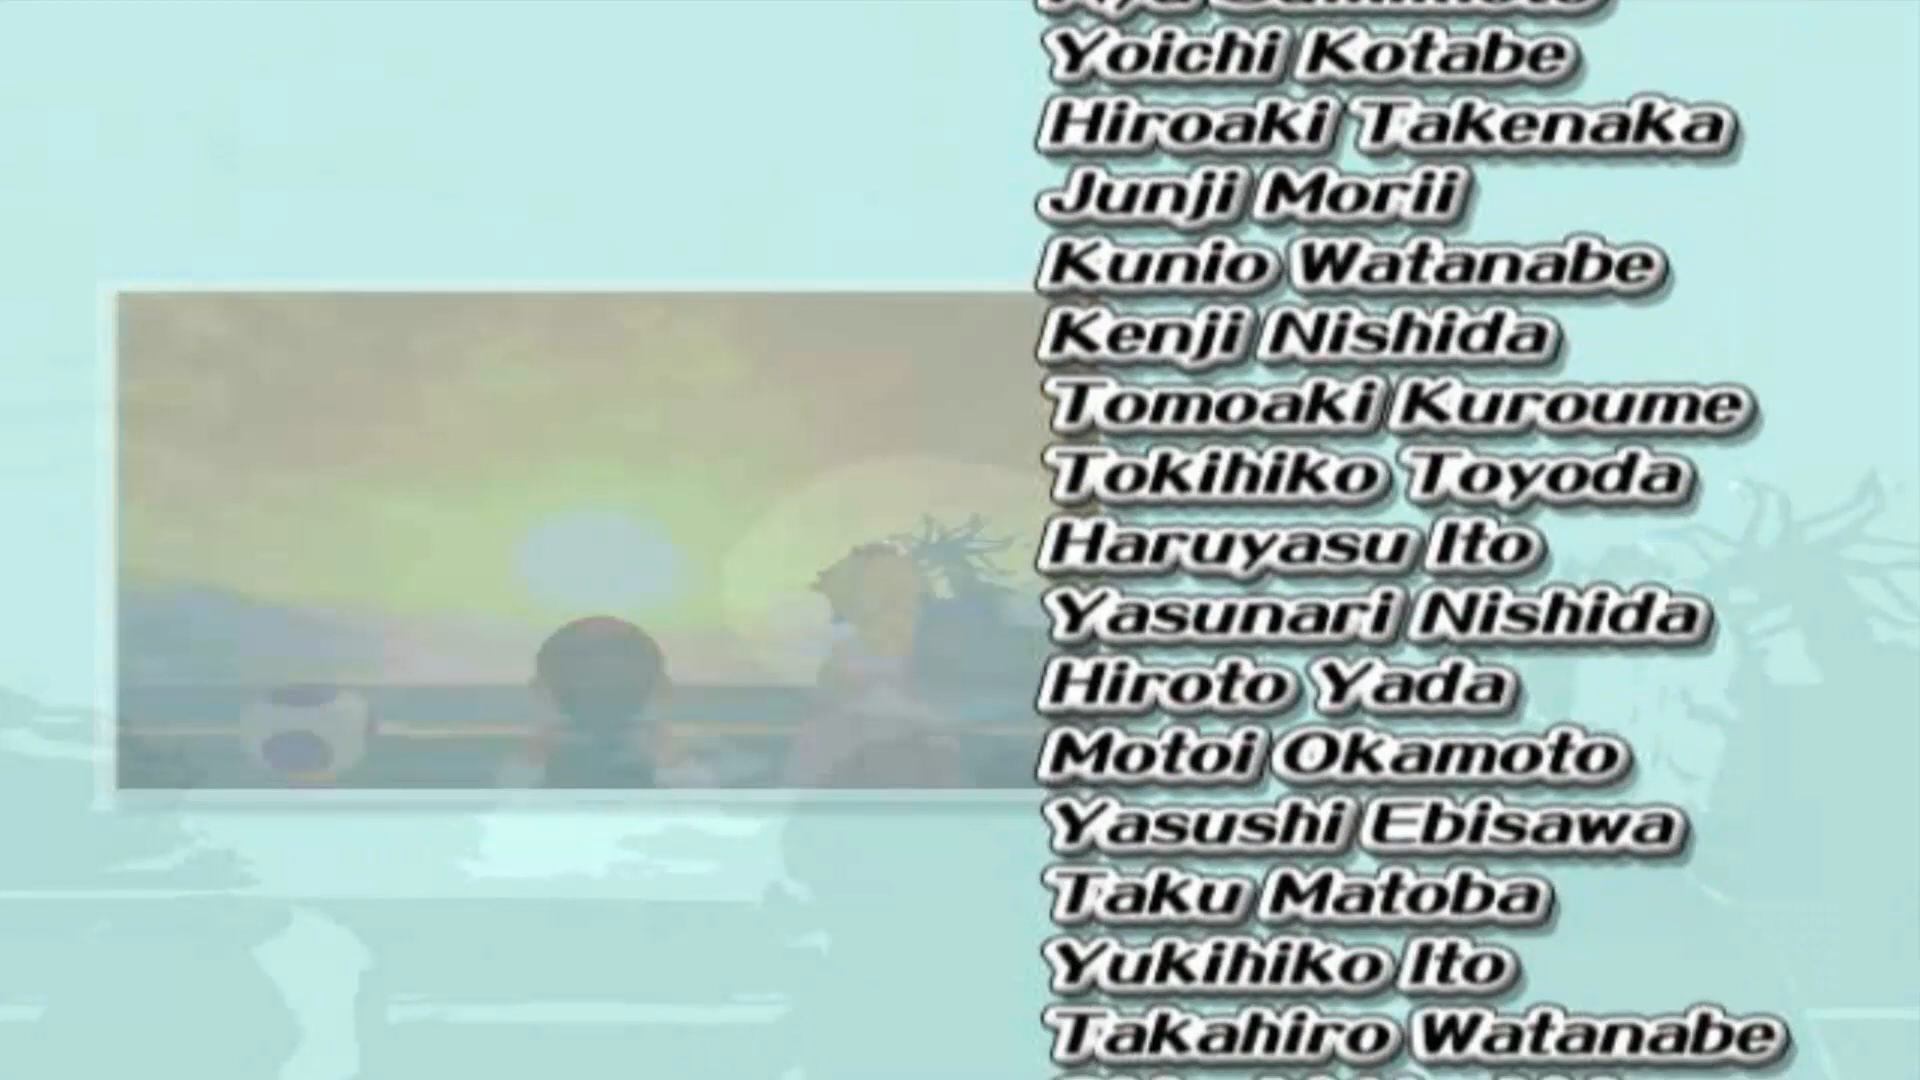 Yoichi Kotabe
Hiroaki Takenaka
Junji Morii
Kunio Watanabe
Kenji Nishida
Tomoaki Kuroume
Tokihiko Toyoda
Haruyasu Ito
Yasunari Nishida
Hiroto Yada
Motoi Okamoto
Yasushi Ebisawa
Taku Matoba
Yukihiko Ito
Takahiro Watanabe